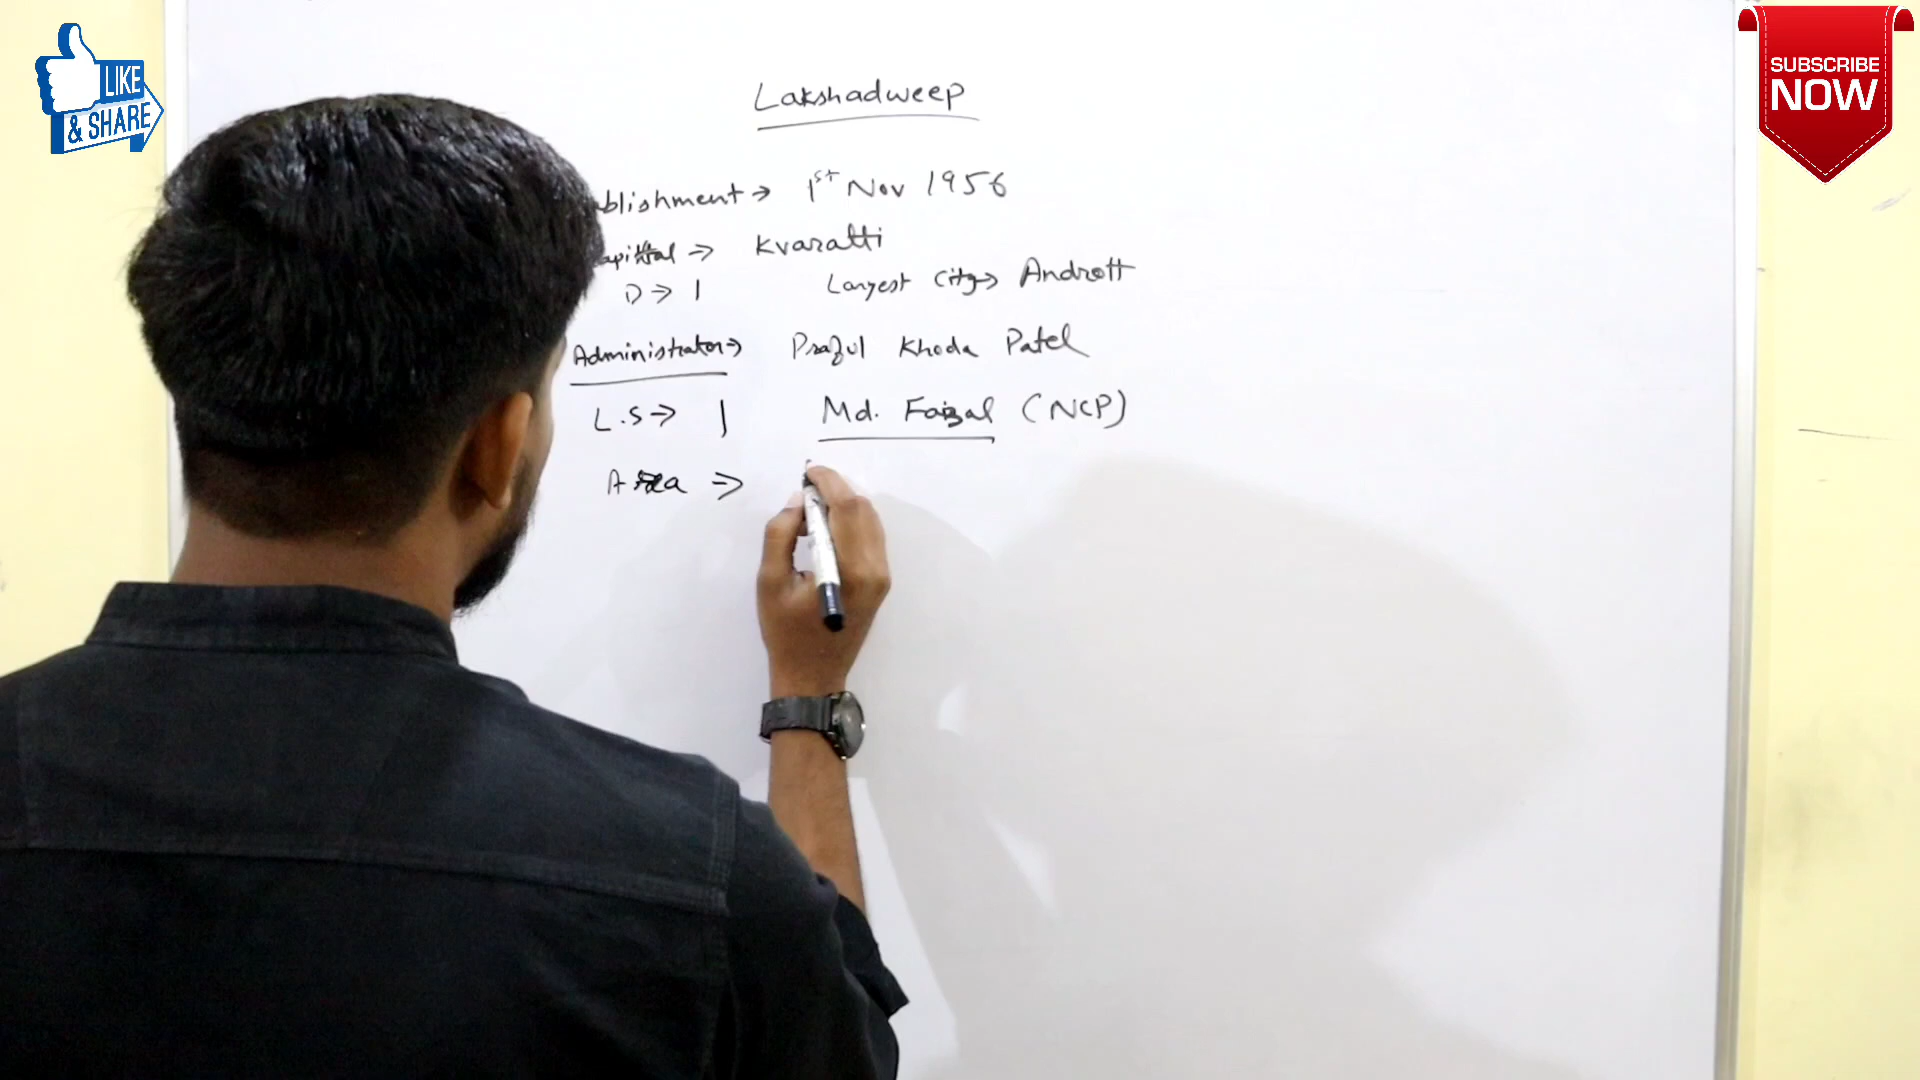 LIKE
& SHARE
SUBSCRIBE
NOW
Lakshadweep
blishment → 1st Nov 1956
apital → Kvaratti
D → 1 Largest City → Andrott
Administrator → Praful Khoda Patel
L.S → 1 Md. Faizal (NCP)
Area →